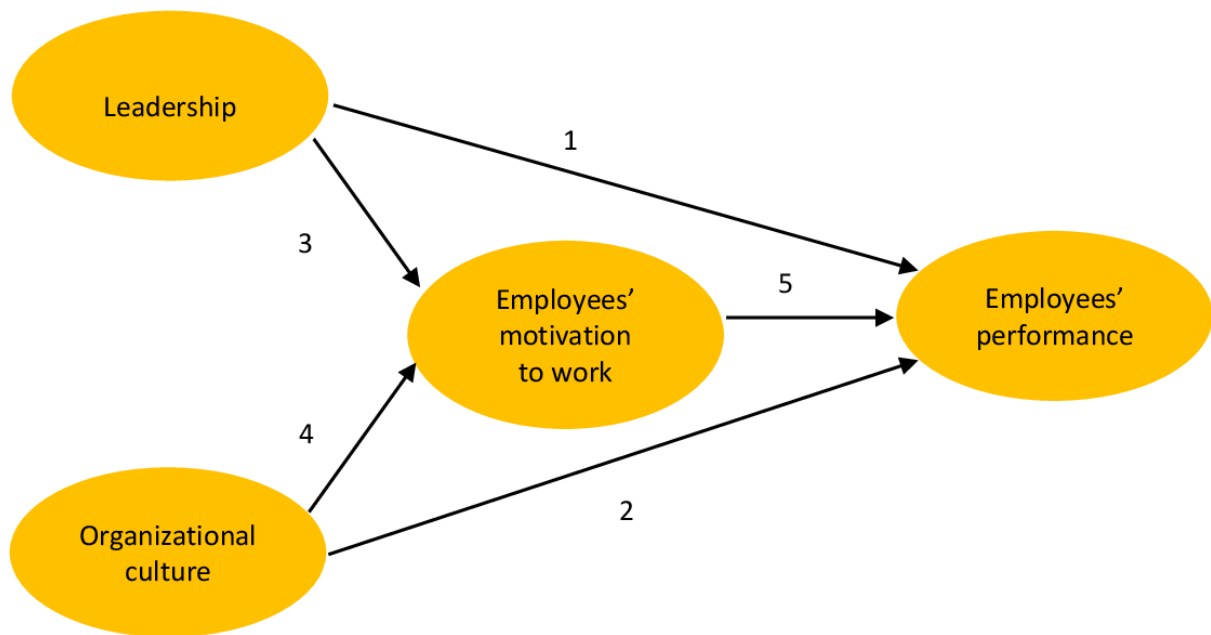 Leadership
1
3
Employees’
motivation
to work
5
Employees’
performance
4
Organizational
culture
2